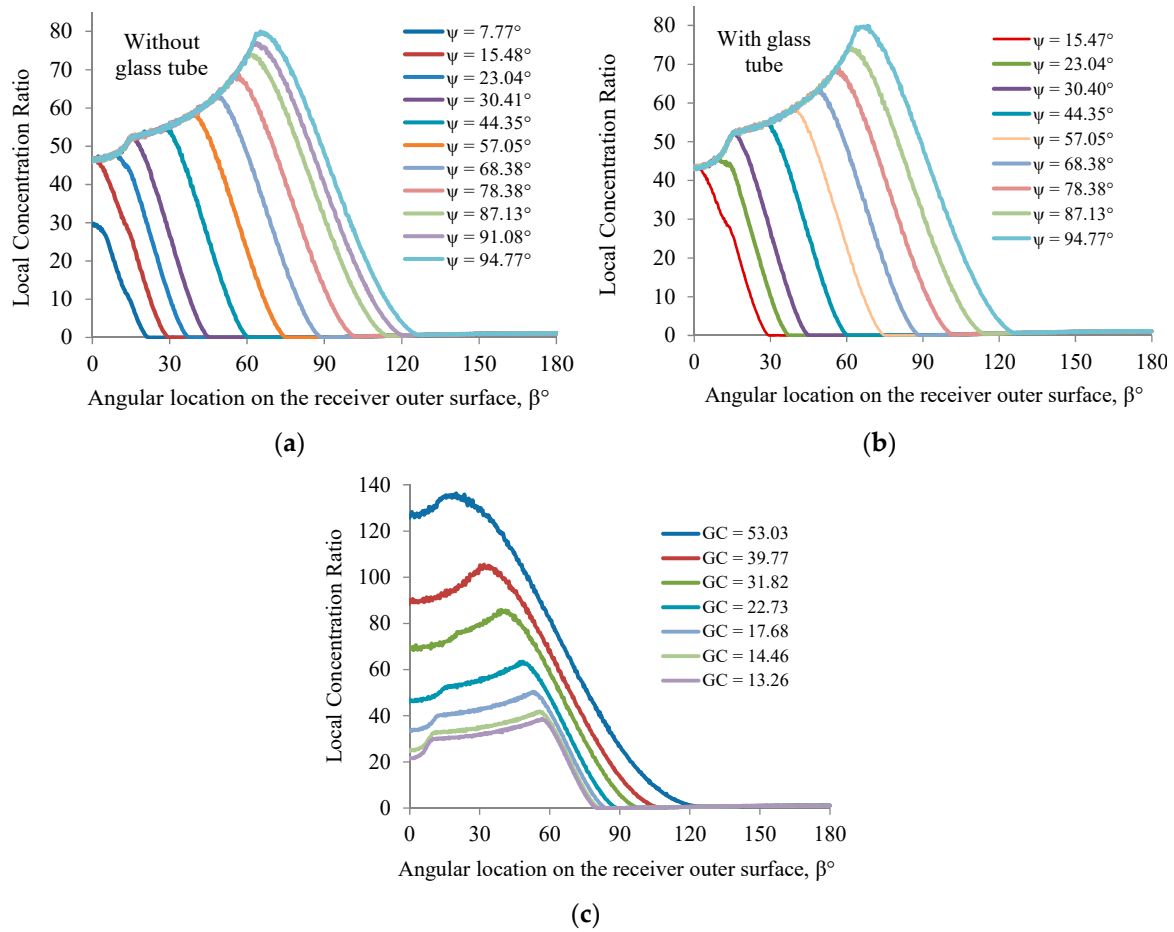 80
70
60
50
40
30
20
10
0
Local Concentration Ratio
Without
glass tube
ψ = 7.77°
ψ = 15.48°
ψ = 23.04°
ψ = 30.41°
ψ = 44.35°
ψ = 57.05°
ψ = 68.38°
ψ = 78.38°
ψ = 87.13°
ψ = 91.08°
ψ = 94.77°
0 30 60 90 120 150 180
Angular location on the receiver outer surface, β°
(a)
80
70
60
50
40
30
20
10
0
Local Concentration Ratio
With glass
tube
ψ = 15.47°
ψ = 23.04°
ψ = 30.40°
ψ = 44.35°
ψ = 57.05°
ψ = 68.38°
ψ = 78.38°
ψ = 87.13°
ψ = 94.77°
0 30 60 90 120 150 180
Angular location on the receiver outer surface, β°
(b)
140
120
100
80
60
40
20
0
Local Concentration Ratio
GC = 53.03
GC = 39.77
GC = 31.82
GC = 22.73
GC = 17.68
GC = 14.46
GC = 13.26
0 30 60 90 120 150 180
Angular location on the receiver outer surface, β°
(c)